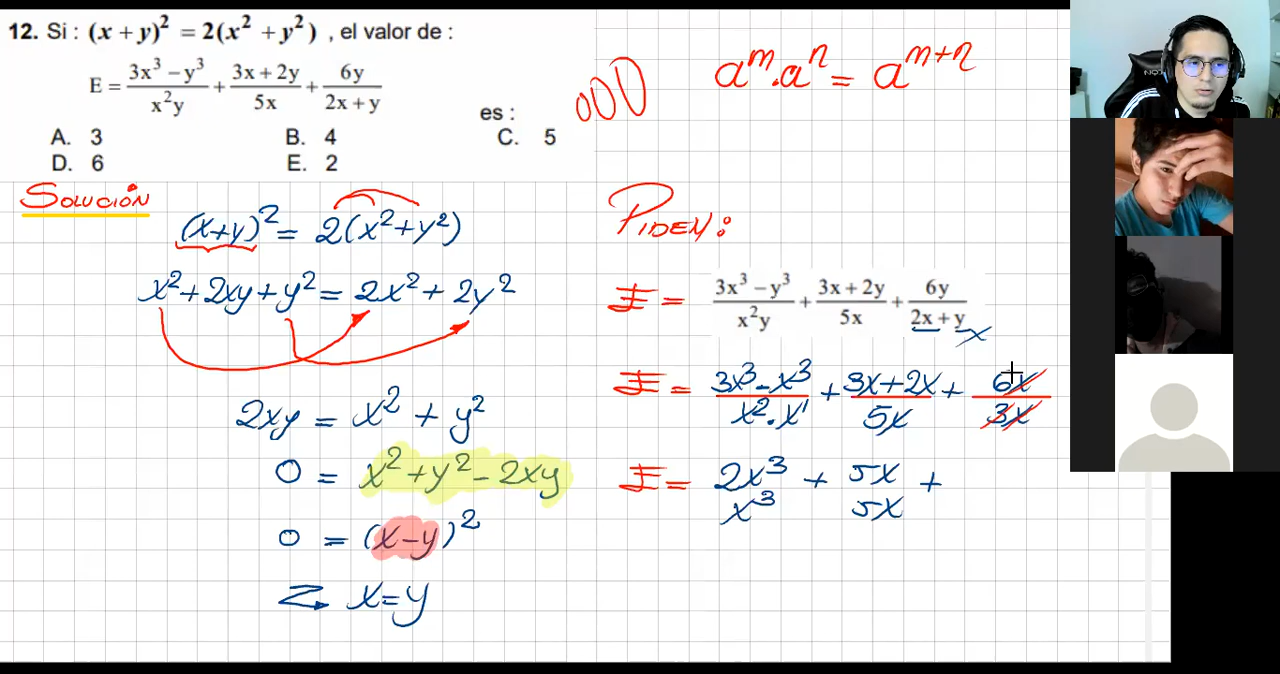 12. Si : (x + y)² = 2(x² + y²) , el valor de :
E = (3x³ − y³)/(x²y) + (3x + 2y)/(5x) + 6y/(2x + y)
es :
A. 3 B. 4 C. 5
D. 6 E. 2
a^m . a^n = a^(m+n)
SOLUCIÓN
(x+y)² = 2(x²+y²)
x² + 2xy + y² = 2x² + 2y²
2xy = x² + y²
0 = x² + y² − 2xy
0 = (x−y)²
x = y
PIDEN:
E = (3x³ − y³)/(x²y) + (3x + 2y)/(5x) + 6y/(2x + y)
x
E = (3x³ − x³)/(x² . x¹) + (3x + 2x)/(5x) + 6x/3x
E = 2x³/x³ + 5x/5x +